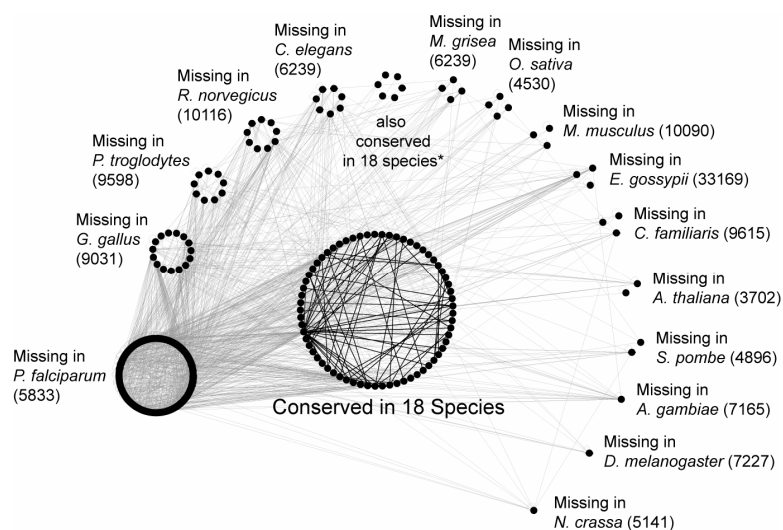 Missing in
C. elegans
(6239)
Missing in
M. grisea
(6239)
Missing in
O. sativa
(4530)
Missing in
R. norvegicus
(10116)
also
conserved
in 18 species*
Missing in
M. musculus (10090)
Missing in
P. troglodytes
(9598)
Missing in
E. gossypii (33169)
Missing in
G. gallus
(9031)
Missing in
C. familiaris (9615)
Missing in
A. thaliana (3702)
Missing in
P. falciparum
(5833)
Missing in
S. pombe (4896)
Conserved in 18 Species
Missing in
A. gambiae (7165)
Missing in
D. melanogaster (7227)
Missing in
N. crassa (5141)